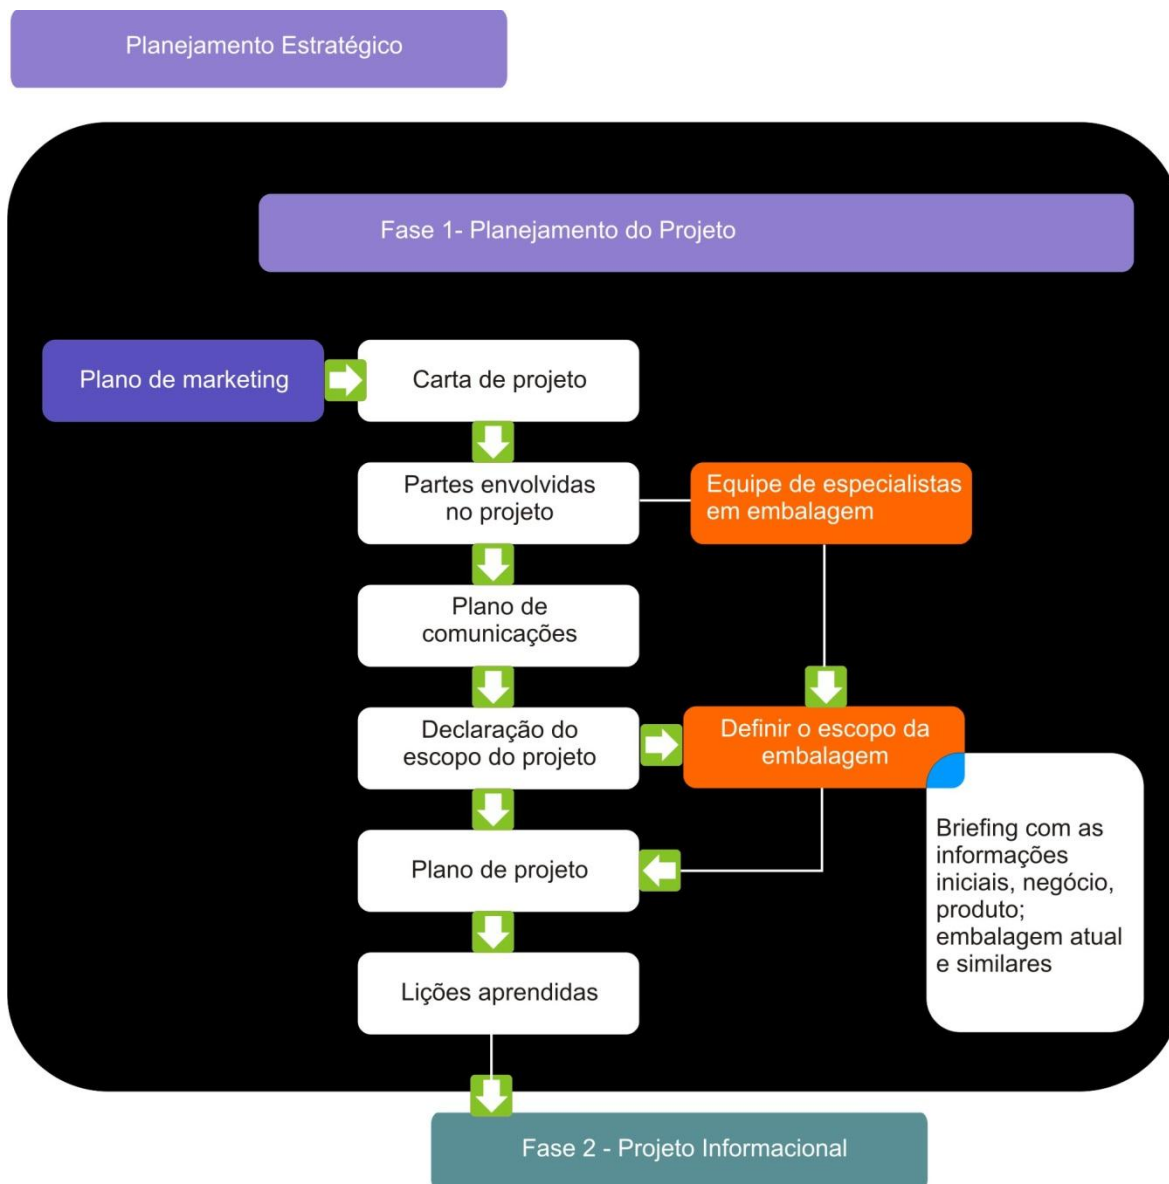 Planejamento Estratégico
Fase 1- Planejamento do Projeto
Plano de marketing
Carta de projeto
Partes envolvidas
no projeto
Equipe de especialistas
em embalagem
Plano de
comunicações
Declaração do
escopo do projeto
Definir o escopo da
embalagem
Briefing com as
informações
iniciais, negócio,
produto;
embalagem atual
e similares
Plano de projeto
Lições aprendidas
Fase 2 - Projeto Informacional